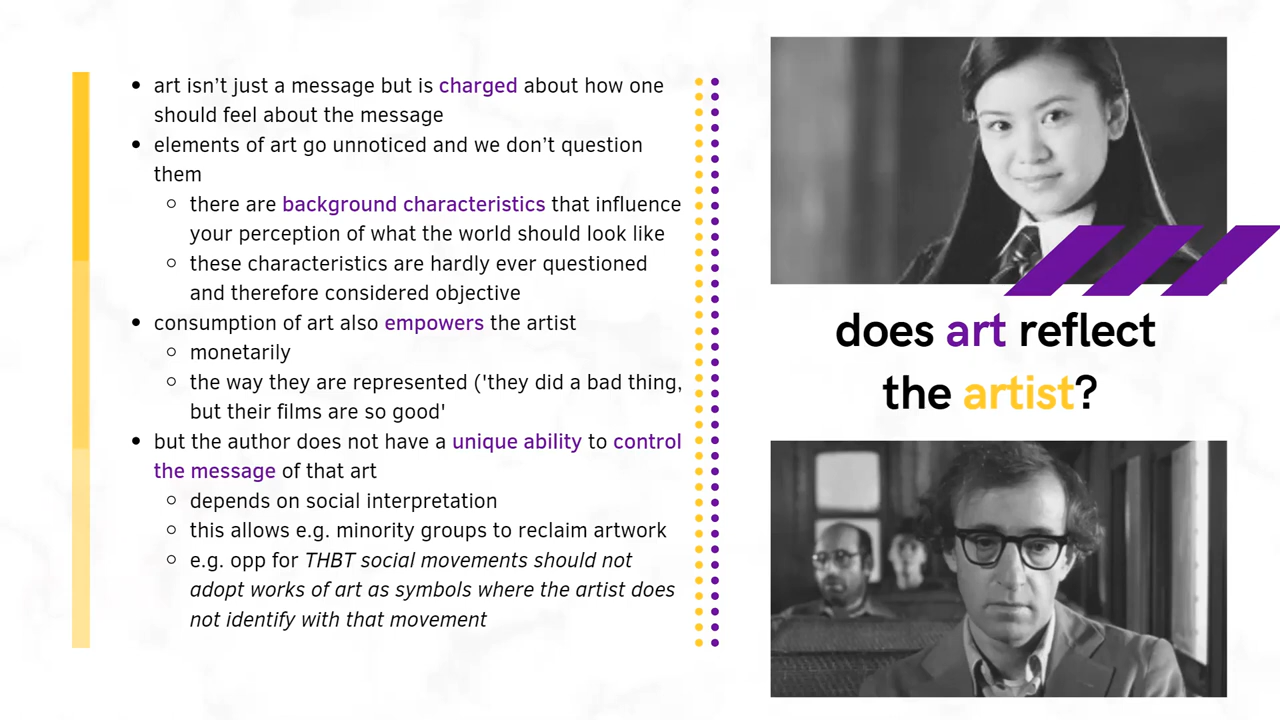 • art isn’t just a message but is charged about how one
should feel about the message
• elements of art go unnoticed and we don’t question
them
○ there are background characteristics that influence
your perception of what the world should look like
○ these characteristics are hardly ever questioned
and therefore considered objective
• consumption of art also empowers the artist
○ monetarily
○ the way they are represented ('they did a bad thing,
but their films are so good'
• but the author does not have a unique ability to control
the message of that art
○ depends on social interpretation
○ this allows e.g. minority groups to reclaim artwork
○ e.g. opp for THBT social movements should not
adopt works of art as symbols where the artist does
not identify with that movement
does art reflect
the artist?